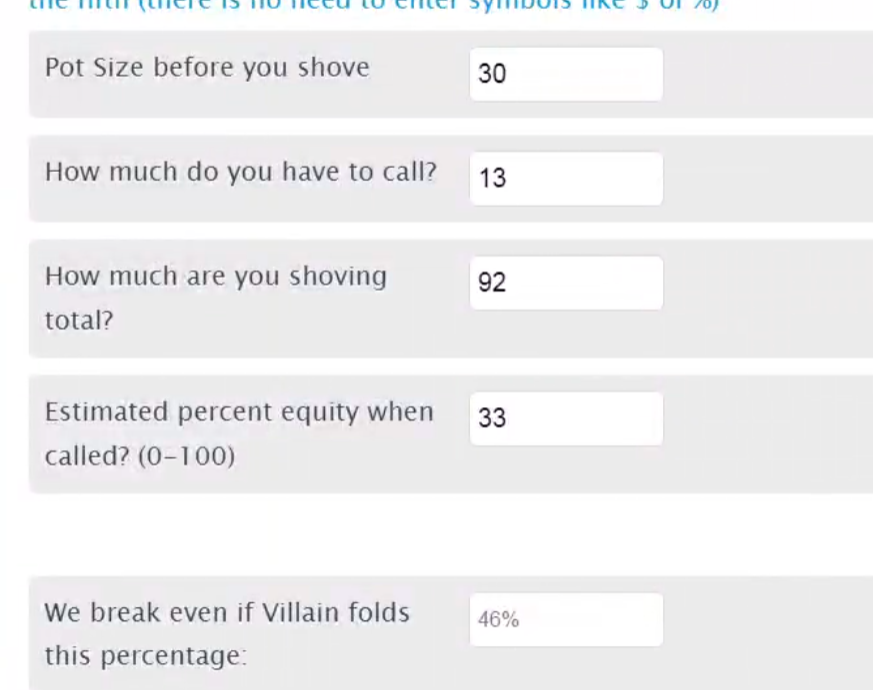 the fifth (there is no need to enter symbols like $ or %)
Pot Size before you shove
30
How much do you have to call?
13
How much are you shoving
total?
92
Estimated percent equity when
called? (0–100)
33
We break even if Villain folds
this percentage:
46%